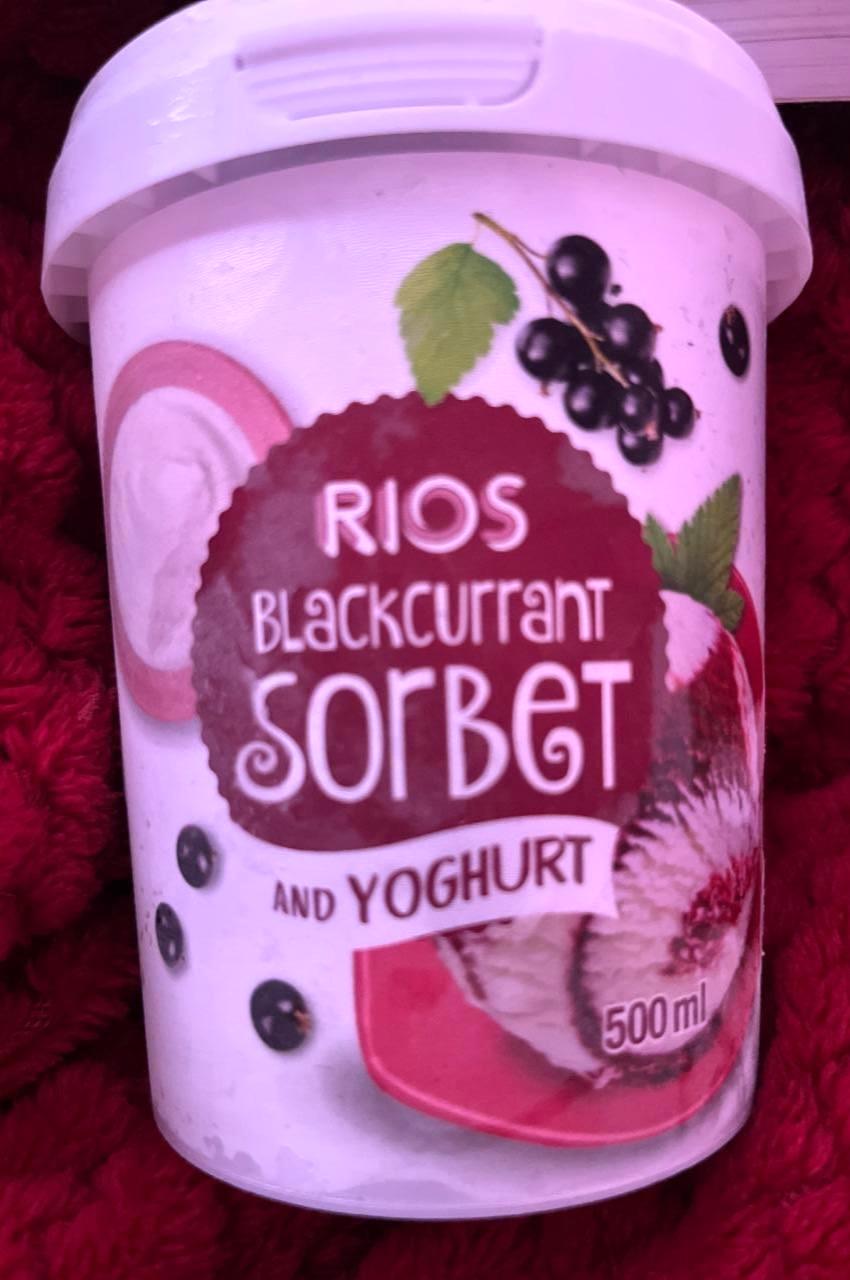 RIOS
BLackcurrant
SorBet
AND YOGHURT
500 ml